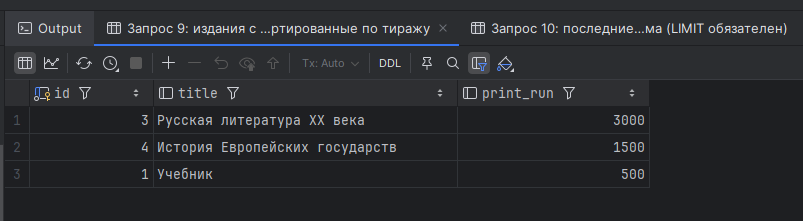 Output Запрос 9: издания с ...ртированные по тиражу Запрос 10: последние...ма (LIMIT обязателен)
Tx: Auto DDL
id title print_run
1 3 Русская литература XX века 3000
2 4 История Европейских государств 1500
3 1 Учебник 500